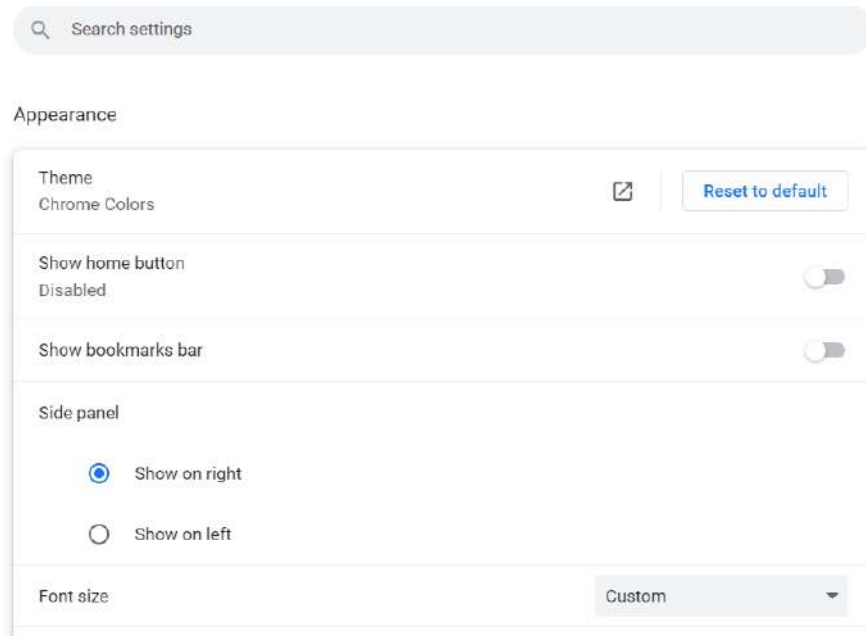 Search settings
Appearance
Theme
Chrome Colors
Reset to default
Show home button
Disabled
Show bookmarks bar
Side panel
Show on right
Show on left
Font size
Custom